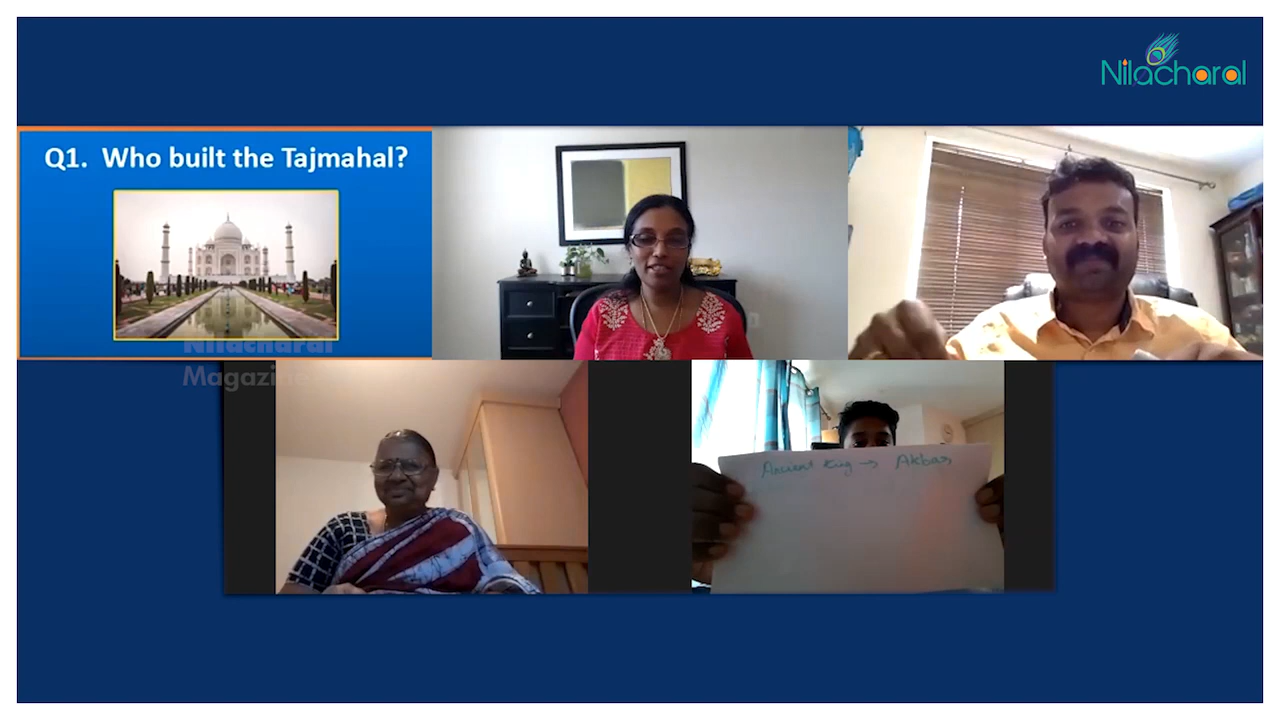 Nilacharal
Q1. Who built the Tajmahal?
Nilacharal
Magazine
Ancient King → Akbar